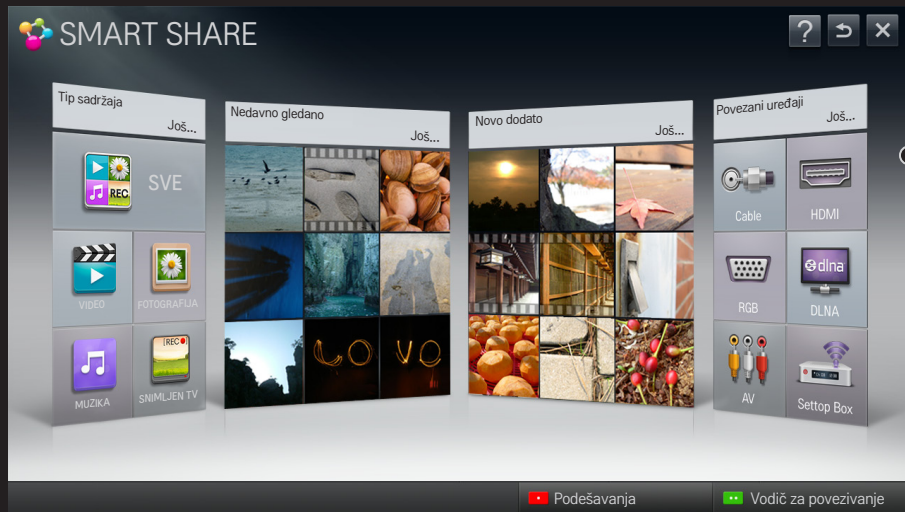 SMART SHARE
?
Tip sadržaja
Još...
SVE
REC
VIDEO
FOTOGRAFIJA
MUZIKA
REC
SNIMLJEN TV
Nedavno gledano
Još...
Novo dodato
Još...
Povezani uređaji
Još...
Cable
HDMI
RGB
dlna
DLNA
AV
Settop Box
Podešavanja
Vodič za povezivanje